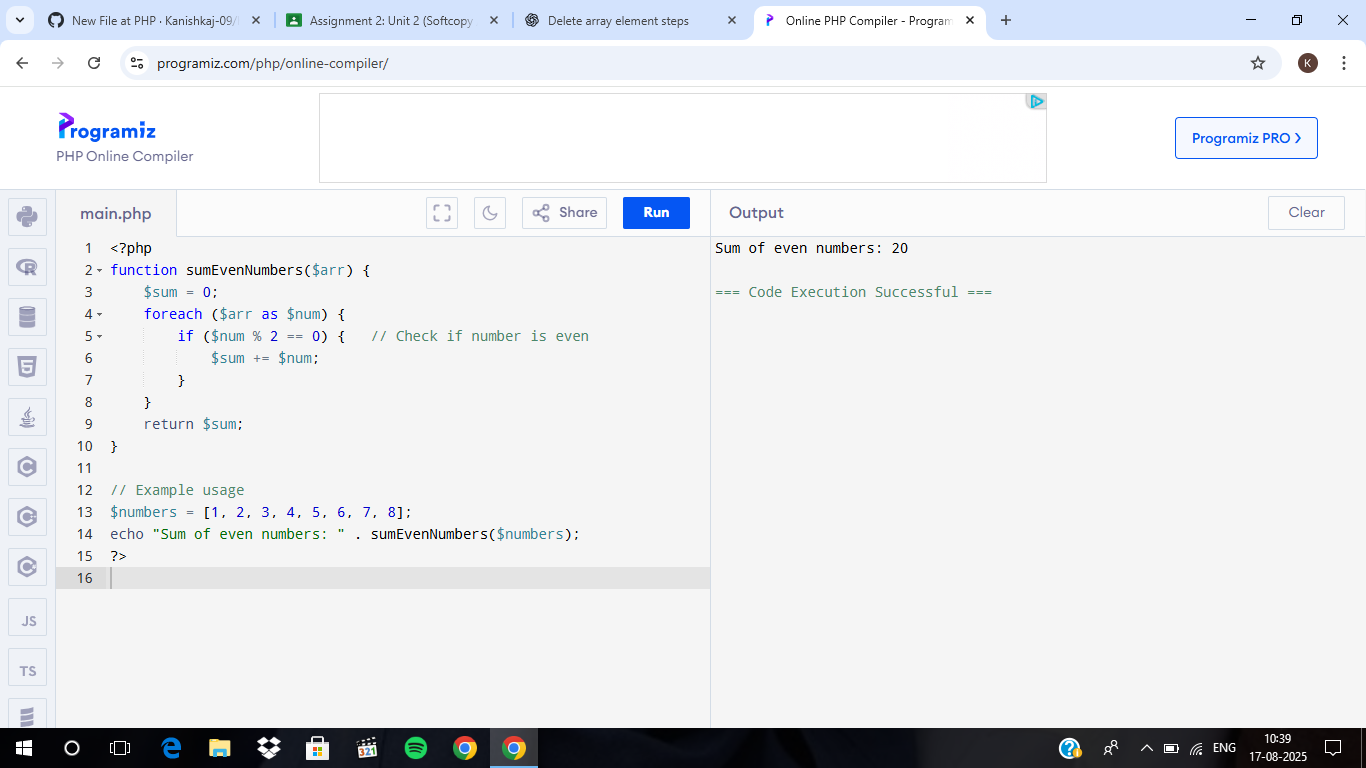 New File at PHP · Kanishkaj-09/
Assignment 2: Unit 2 (Softcopy
Delete array element steps
Online PHP Compiler - Program
programiz.com/php/online-compiler/
K
Programiz
PHP Online Compiler
Programiz PRO >
main.php
Share
Run
Output
Clear
1 <?php
2 function sumEvenNumbers($arr) {
3     $sum = 0;
4     foreach ($arr as $num) {
5         if ($num % 2 == 0) {   // Check if number is even
6             $sum += $num;
7         }
8     }
9     return $sum;
10 }
11
12 // Example usage
13 $numbers = [1, 2, 3, 4, 5, 6, 7, 8];
14 echo "Sum of even numbers: " . sumEvenNumbers($numbers);
15 ?>
16
Sum of even numbers: 20
=== Code Execution Successful ===
JS
TS
321
ENG
10:39
17-08-2025